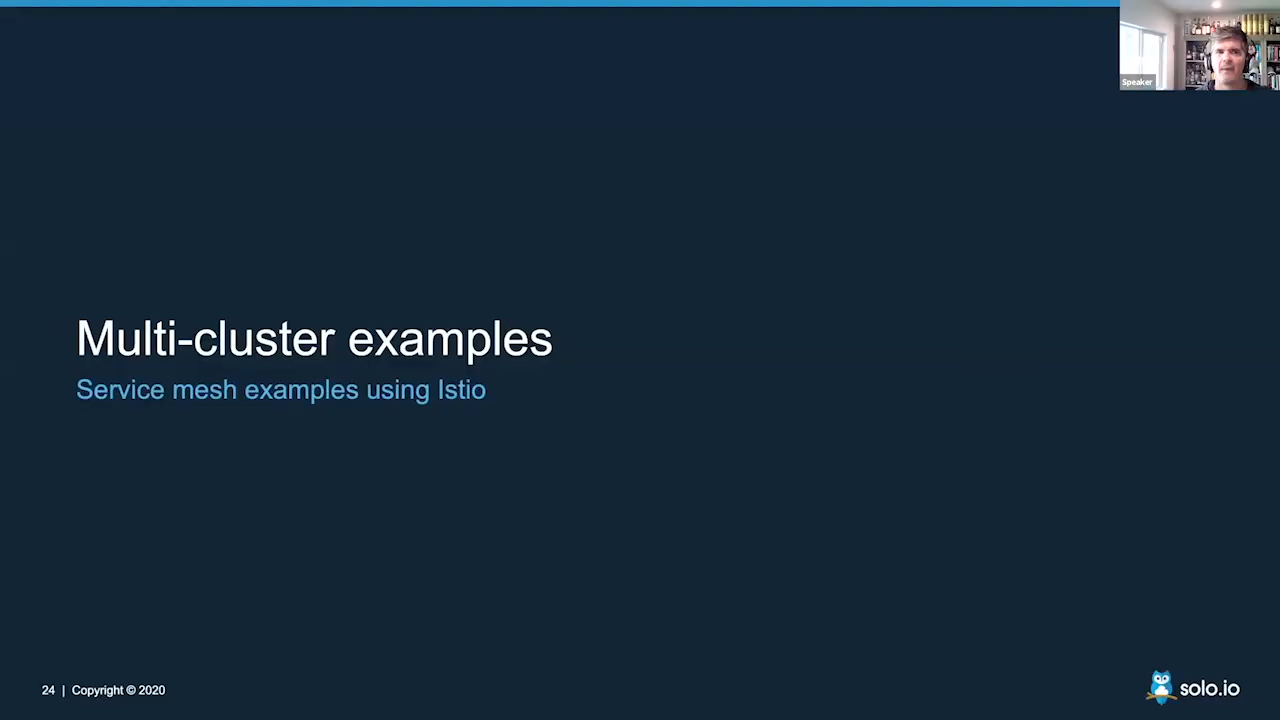 Speaker
Multi-cluster examples
Service mesh examples using Istio
24 | Copyright © 2020
solo.io